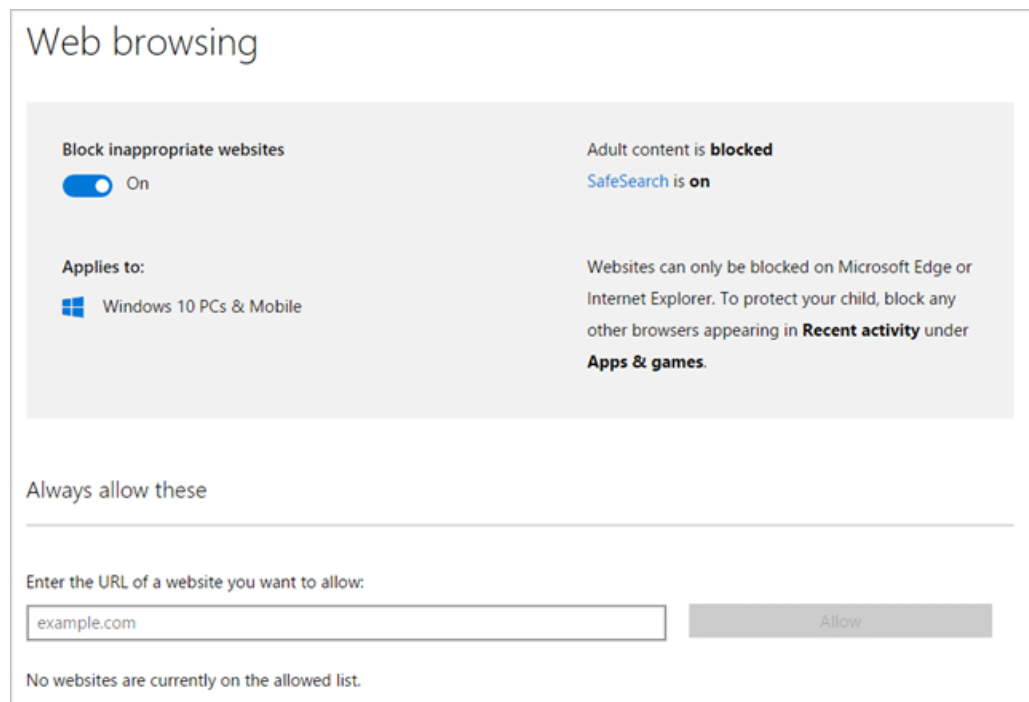 Web browsing
Block inappropriate websites
On
Adult content is blocked
SafeSearch is on
Applies to:
Windows 10 PCs & Mobile
Websites can only be blocked on Microsoft Edge or
Internet Explorer. To protect your child, block any
other browsers appearing in Recent activity under
Apps & games.
Always allow these
Enter the URL of a website you want to allow:
example.com
Allow
No websites are currently on the allowed list.